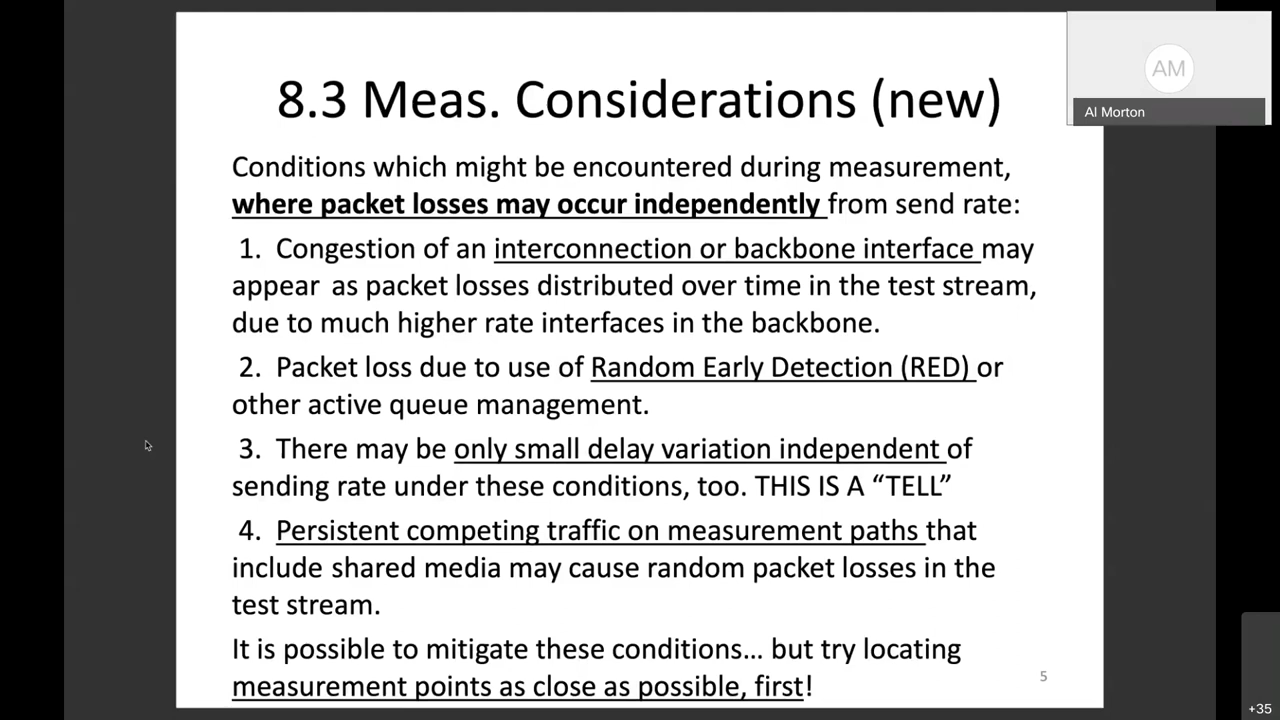 8.3 Meas. Considerations (new)
AM
Al Morton
Conditions which might be encountered during measurement,
where packet losses may occur independently from send rate:
1. Congestion of an interconnection or backbone interface may
appear as packet losses distributed over time in the test stream,
due to much higher rate interfaces in the backbone.
2. Packet loss due to use of Random Early Detection (RED) or
other active queue management.
3. There may be only small delay variation independent of
sending rate under these conditions, too. THIS IS A “TELL”
4. Persistent competing traffic on measurement paths that
include shared media may cause random packet losses in the
test stream.
It is possible to mitigate these conditions… but try locating
measurement points as close as possible, first!
5
+35